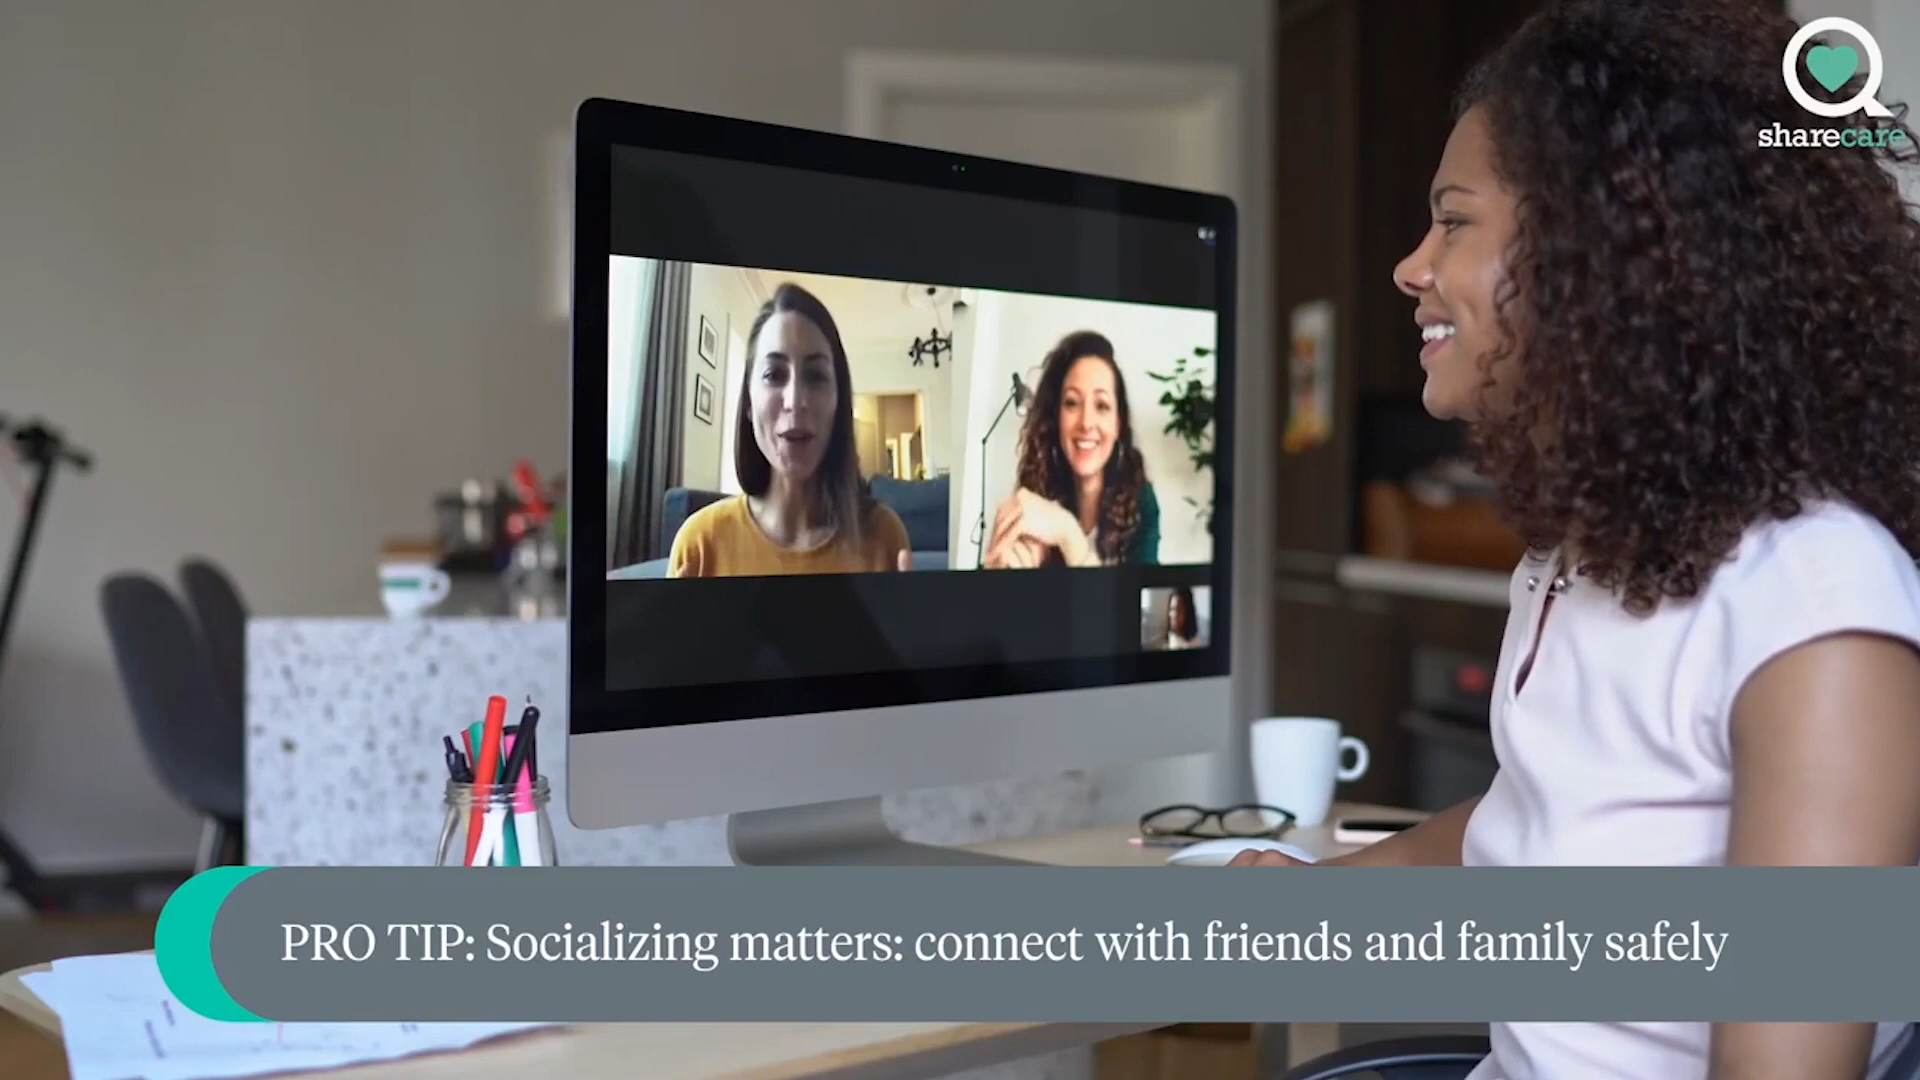 sharecare
PRO TIP: Socializing matters: connect with friends and family safely